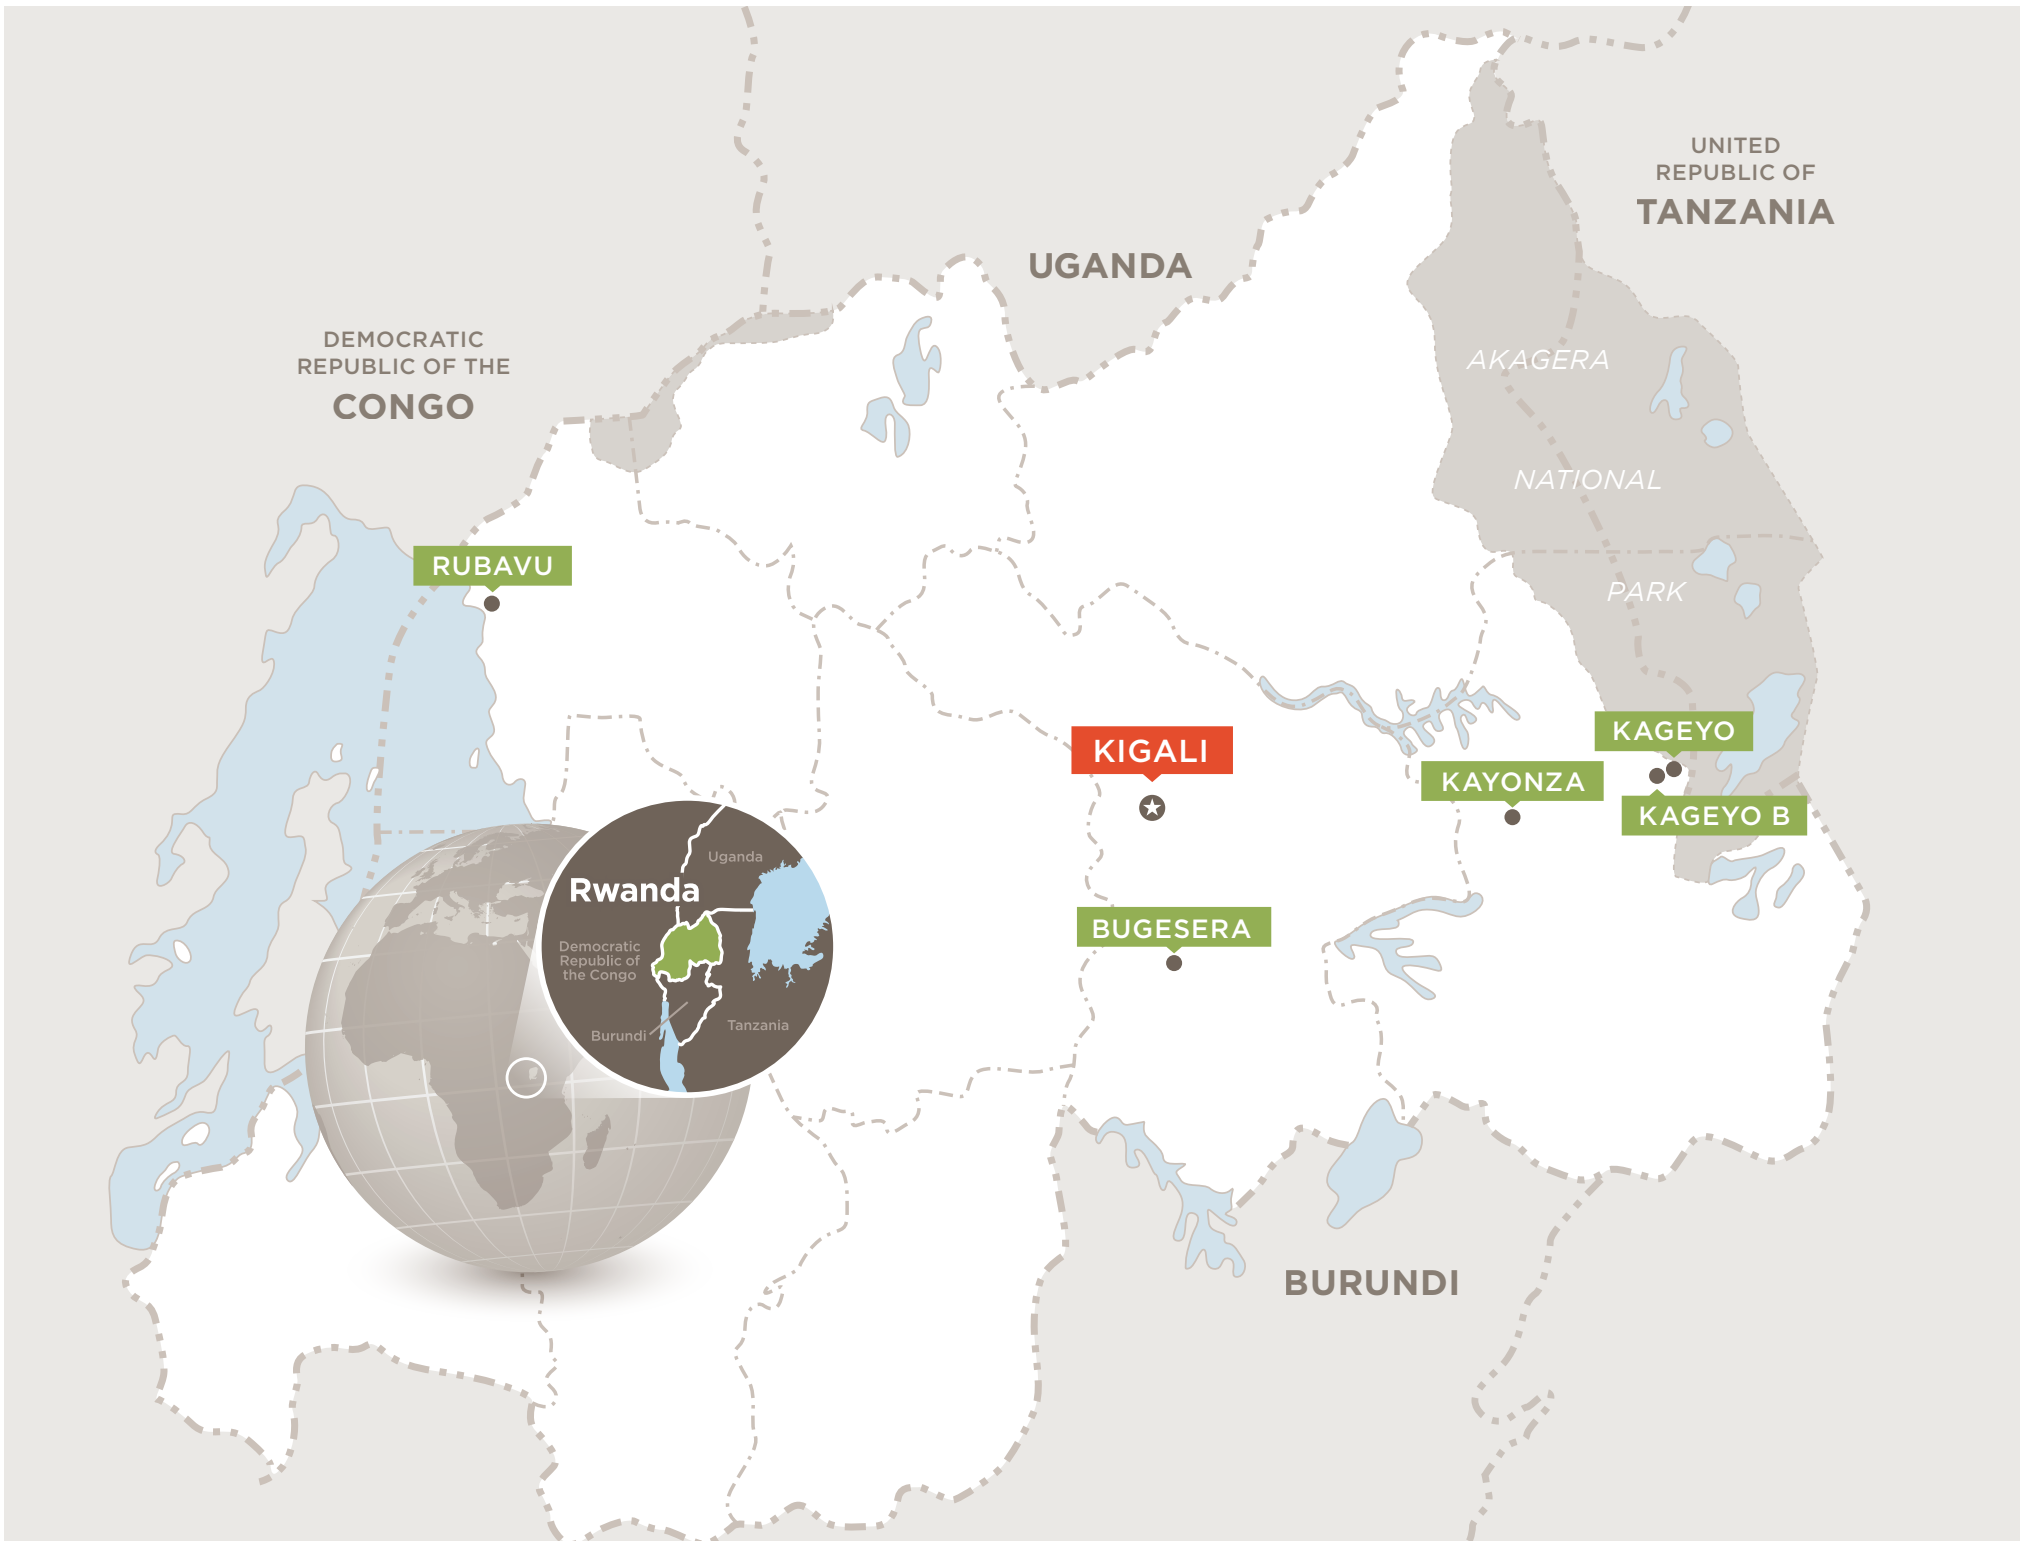 UNITED
REPUBLIC OF
TANZANIA
UGANDA
DEMOCRATIC
REPUBLIC OF THE
CONGO
AKAGERA
NATIONAL
PARK
RUBAVU
KIGALI
KAGEYO
KAYONZA
KAGEYO B
BUGESERA
Uganda
Rwanda
Democratic
Republic of
the Congo
Tanzania
Burundi
BURUNDI